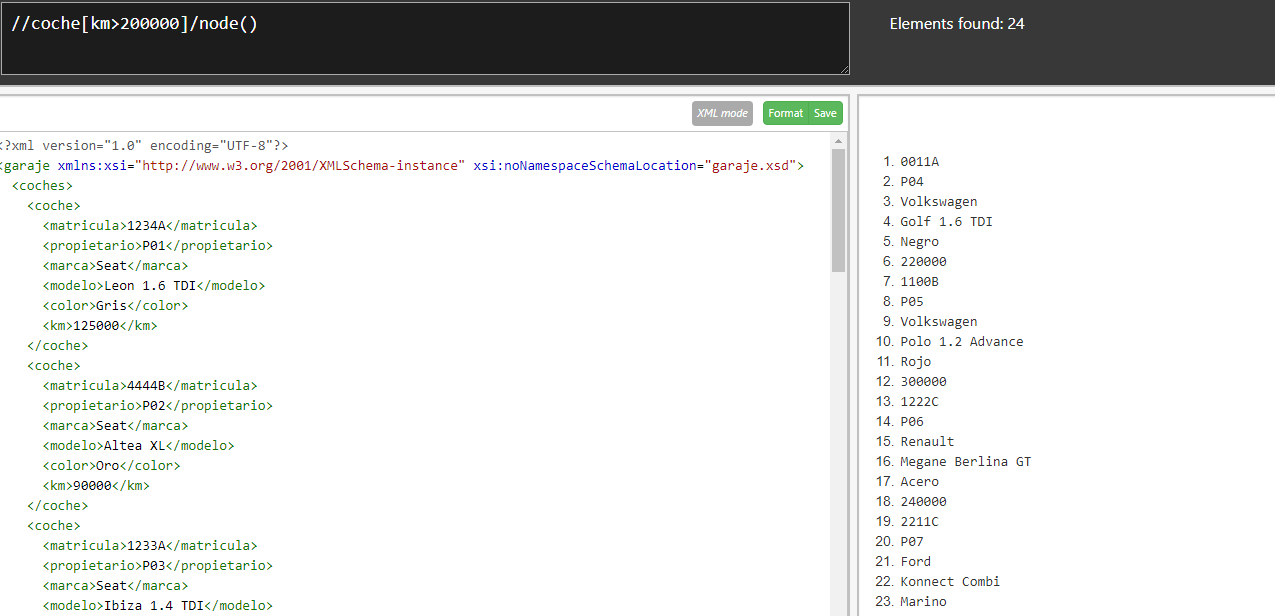 //coche[km>200000]/node()
Elements found: 24
XML mode
Format
Save
<?xml version="1.0" encoding="UTF-8"?>
<garaje xmlns:xsi="http://www.w3.org/2001/XMLSchema-instance" xsi:noNamespaceSchemaLocation="garaje.xsd">
<coches>
<coche>
<matricula>1234A</matricula>
<propietario>P01</propietario>
<marca>Seat</marca>
<modelo>Leon 1.6 TDI</modelo>
<color>Gris</color>
<km>125000</km>
</coche>
<coche>
<matricula>4444B</matricula>
<propietario>P02</propietario>
<marca>Seat</marca>
<modelo>Altea XL</modelo>
<color>Oro</color>
<km>90000</km>
</coche>
<coche>
<matricula>1233A</matricula>
<propietario>P03</propietario>
<marca>Seat</marca>
<modelo>Ibiza 1.4 TDI</modelo>
1. 0011A
2. P04
3. Volkswagen
4. Golf 1.6 TDI
5. Negro
6. 220000
7. 1100B
8. P05
9. Volkswagen
10. Polo 1.2 Advance
11. Rojo
12. 300000
13. 1222C
14. P06
15. Renault
16. Megane Berlina GT
17. Acero
18. 240000
19. 2211C
20. P07
21. Ford
22. Konnect Combi
23. Marino